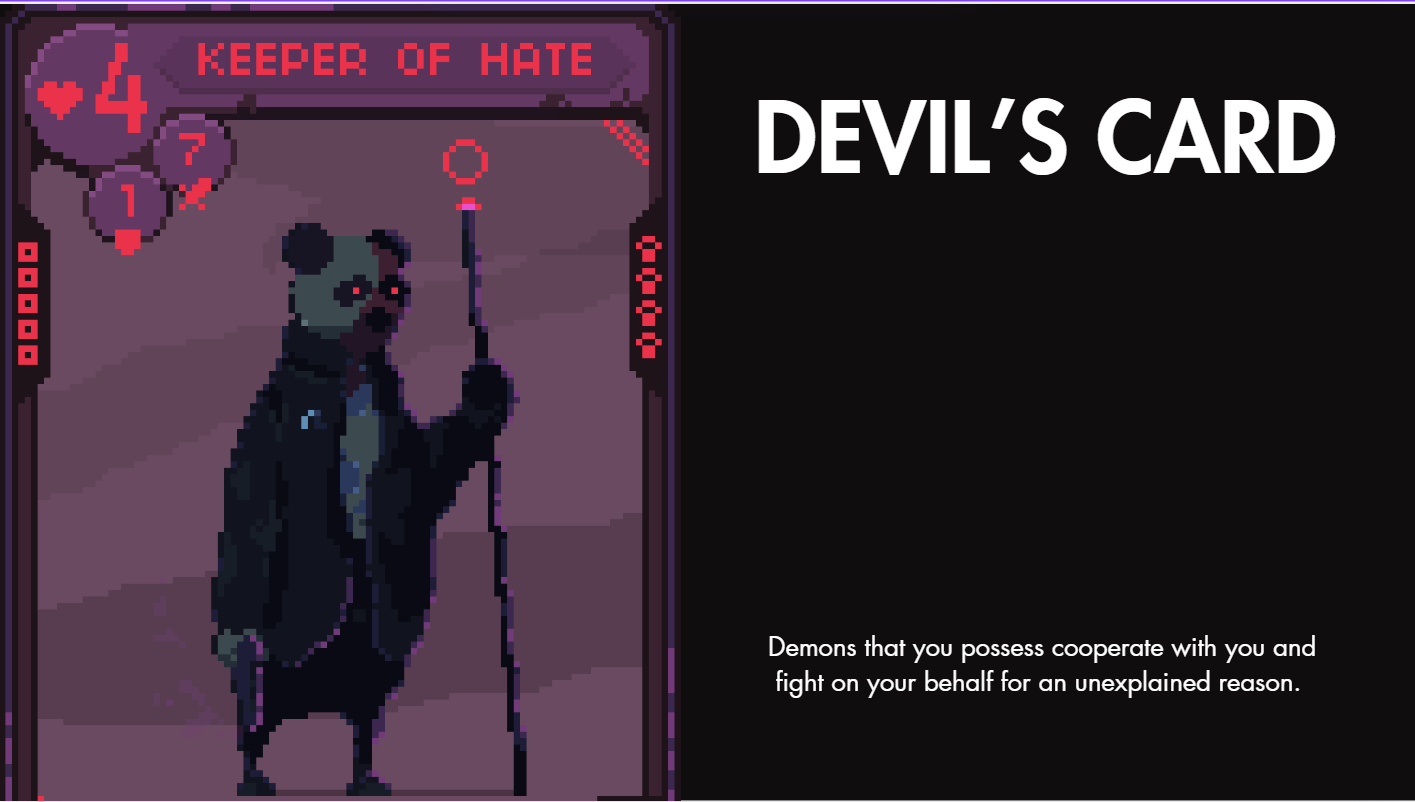 4
KEEPER OF HATE
7
1
DEVIL’S CARD
Demons that you possess cooperate with you and
fight on your behalf for an unexplained reason.